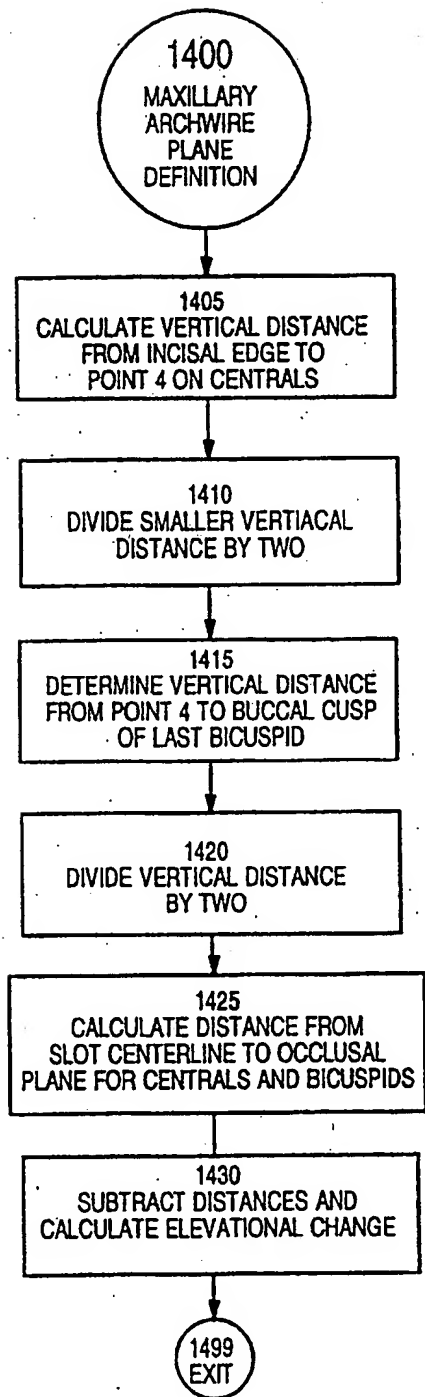 1400
MAXILLARY
ARCHWIRE
PLANE
DEFINITION
1405
CALCULATE VERTICAL DISTANCE
FROM INCISAL EDGE TO
POINT 4 ON CENTRALS
1410
DIVIDE SMALLER VERTIACAL
DISTANCE BY TWO
1415
DETERMINE VERTICAL DISTANCE
FROM POINT 4 TO BUCCAL CUSP
OF LAST BICUSPID
1420
DIVIDE VERTICAL DISTANCE
BY TWO
1425
CALCULATE DISTANCE FROM
SLOT CENTERLINE TO OCCLUSAL
PLANE FOR CENTRALS AND BICUSPIDS
1430
SUBTRACT DISTANCES AND
CALCULATE ELEVATIONAL CHANGE
1499
EXIT